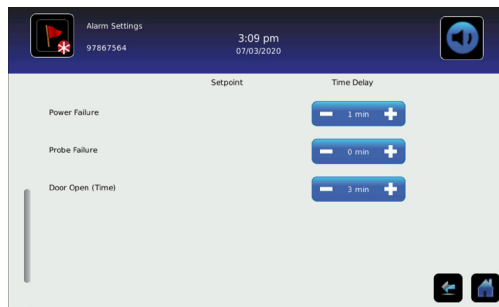 Alarm Settings
97867564
3:09 pm
07/03/2020
Setpoint Time Delay
Power Failure 1 min
Probe Failure 0 min
Door Open (Time) 3 min